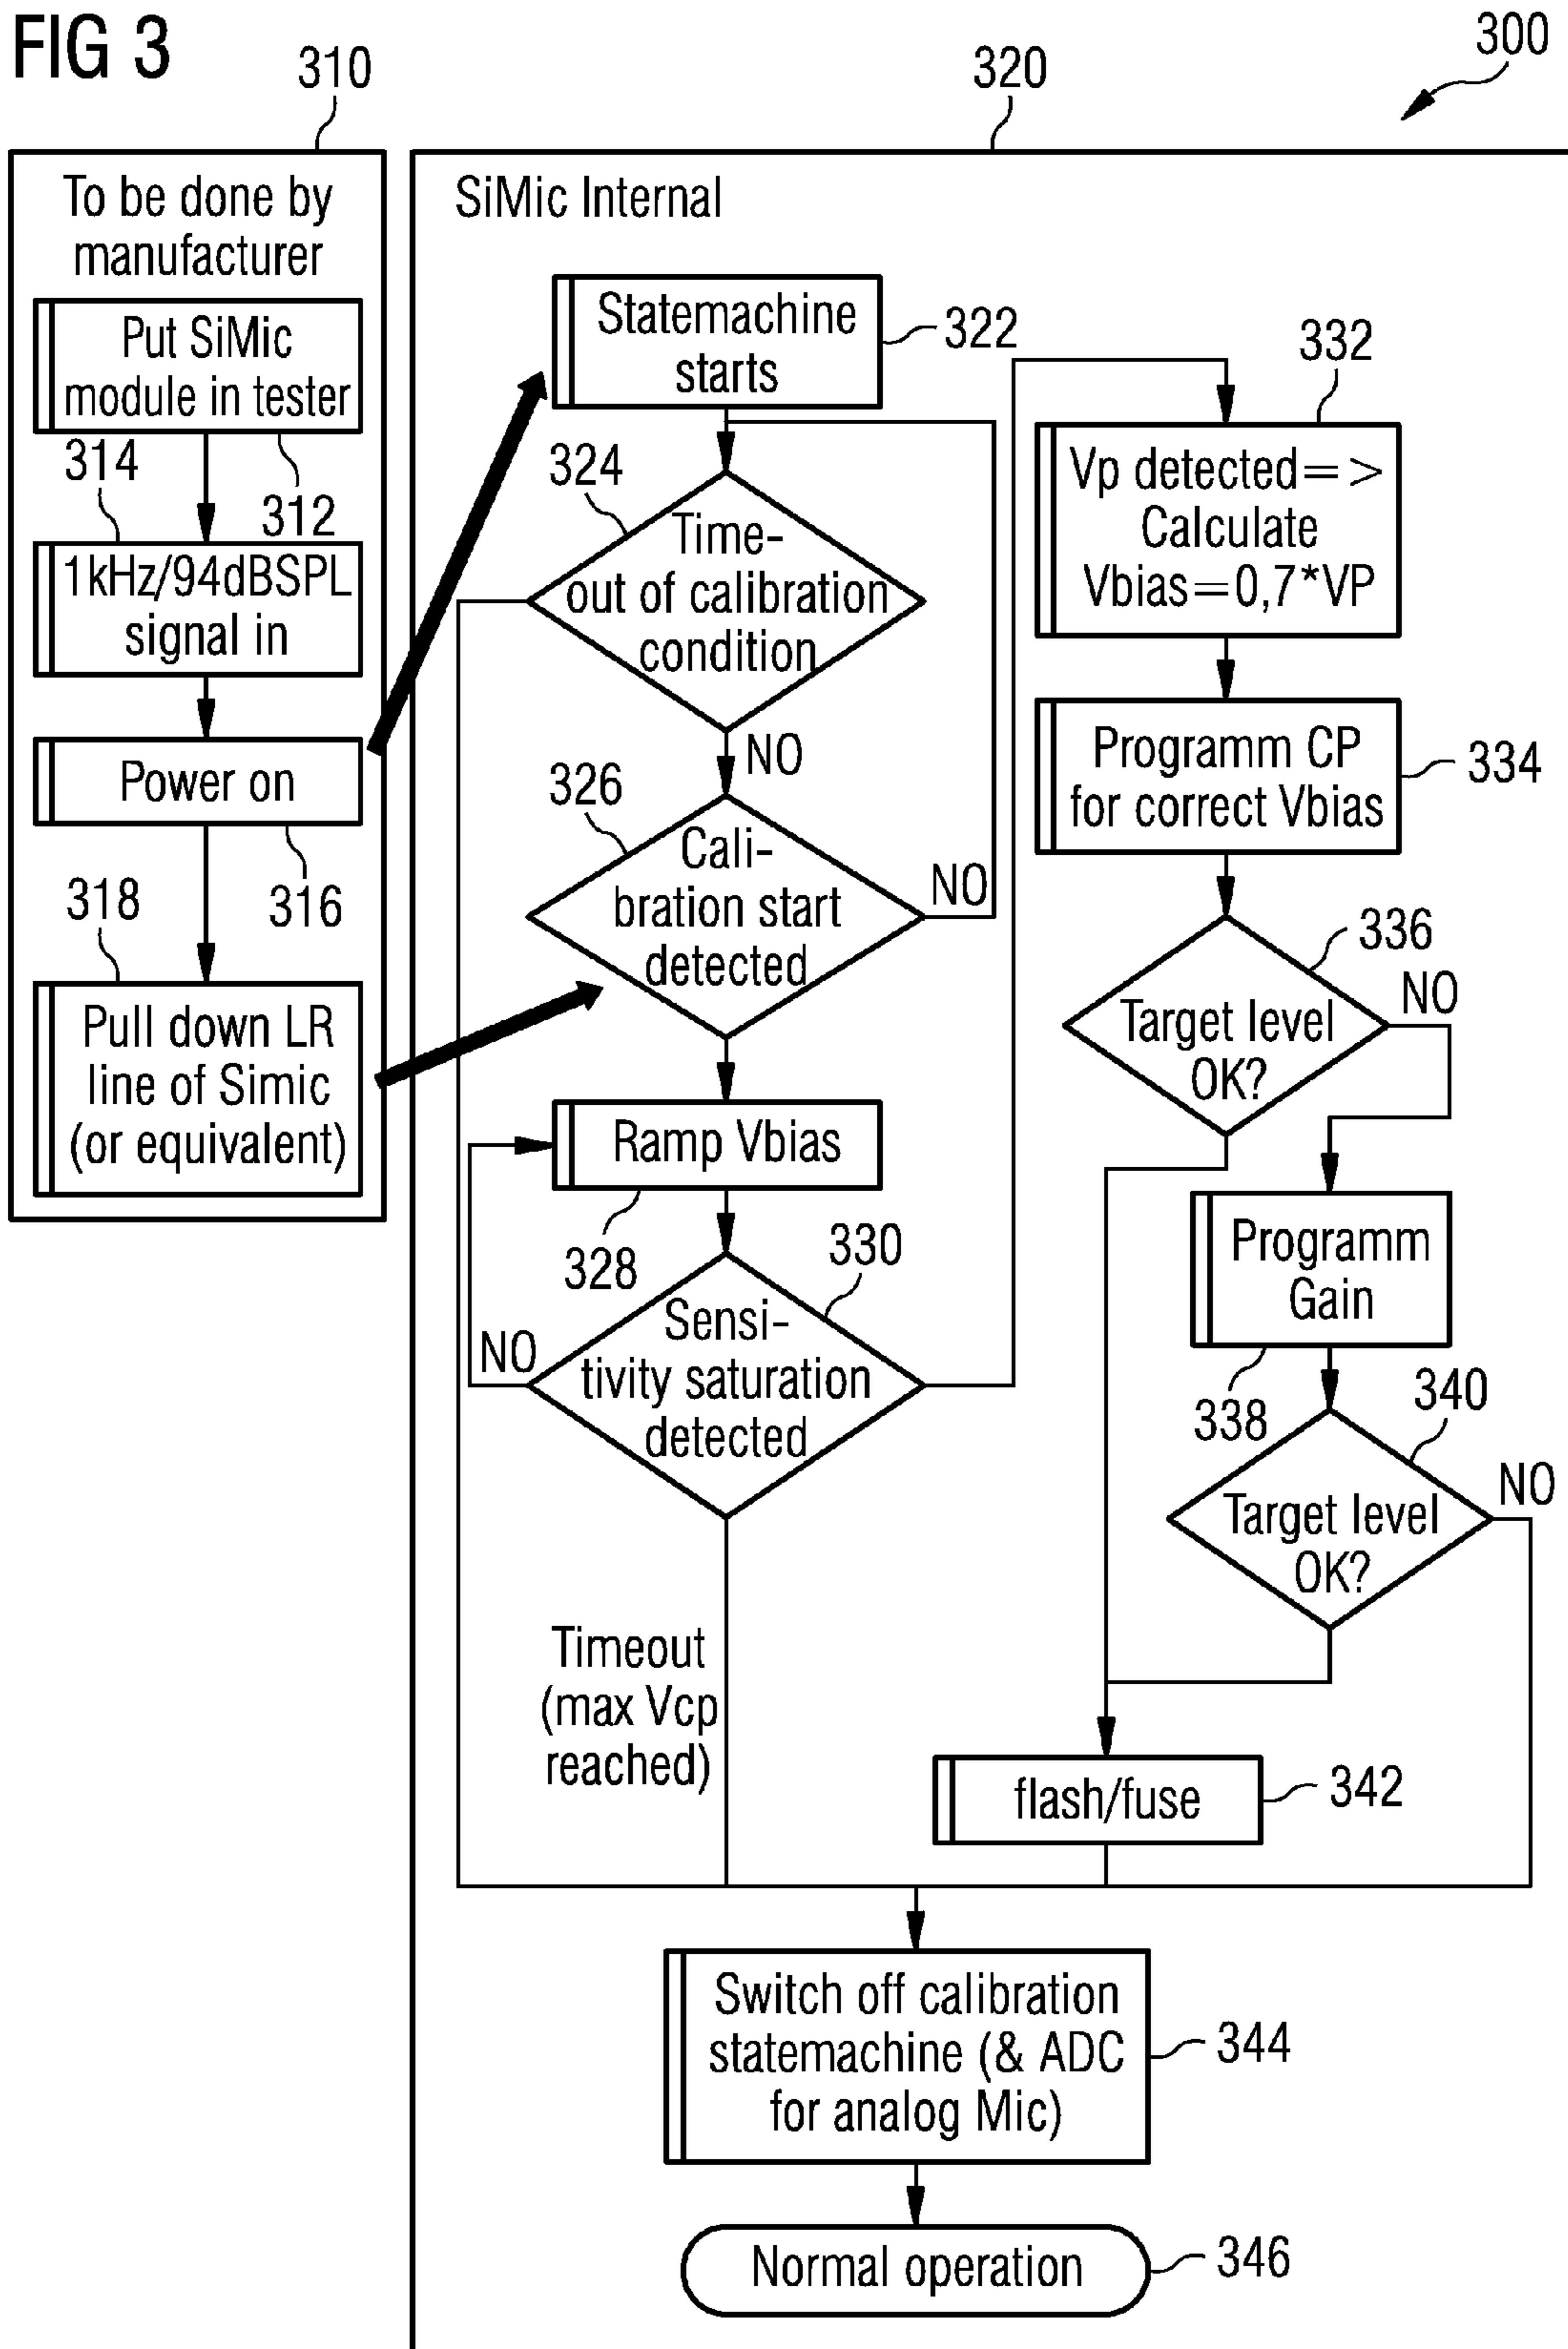 FIG 3
300
310
To be done by
manufacturer
Put SiMic
module in tester
312
314
1kHz/94dBSPL
signal in
Power on
316
318
Pull down LR
line of Simic
(or equivalent)
320
SiMic Internal
Statemachine
starts
322
324
Time-
out of calibration
condition
NO
326
Cali-
bration start
detected
NO
Ramp Vbias
328
330
Sensi-
tivity saturation
detected
NO
Timeout
(max Vcp
reached)
332
Vp detected=>
Calculate
Vbias=0,7*VP
Programm CP
for correct Vbias
334
336
Target level
OK?
NO
Programm
Gain
338
340
Target level
OK?
NO
flash/fuse
342
Switch off calibration
statemachine (& ADC
for analog Mic)
344
Normal operation
346